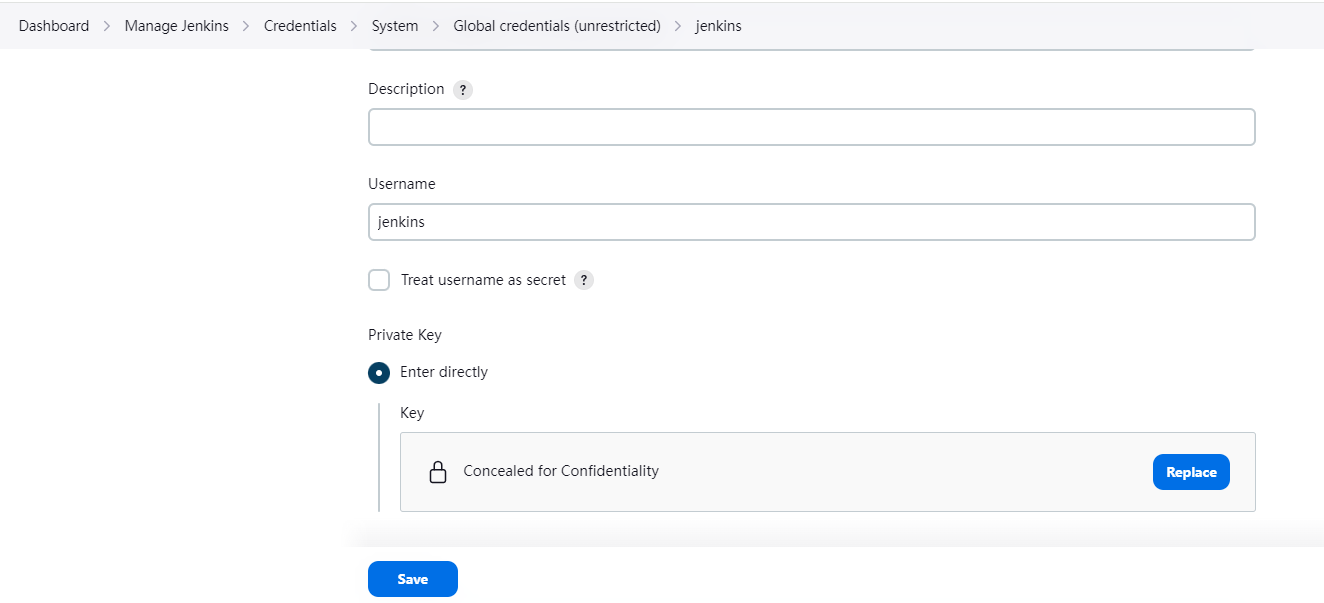 Dashboard > Manage Jenkins > Credentials > System > Global credentials (unrestricted) > jenkins
Description ?
Username
jenkins
Treat username as secret ?
Private Key
Enter directly
Key
Concealed for Confidentiality
Replace
Save